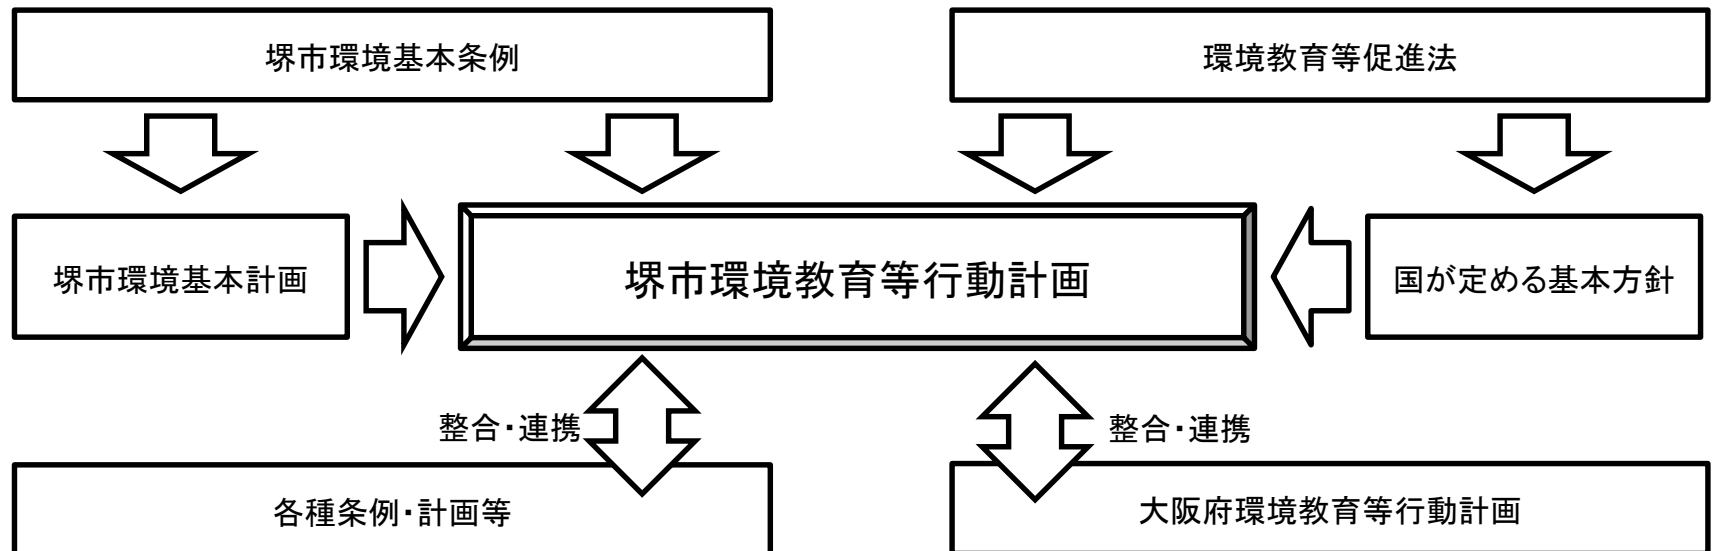 堺市環境基本条例
環境教育等促進法
堺市環境基本計画
堺市環境教育等行動計画
国が定める基本方針
整合・連携
整合・連携
各種条例・計画等
大阪府環境教育等行動計画